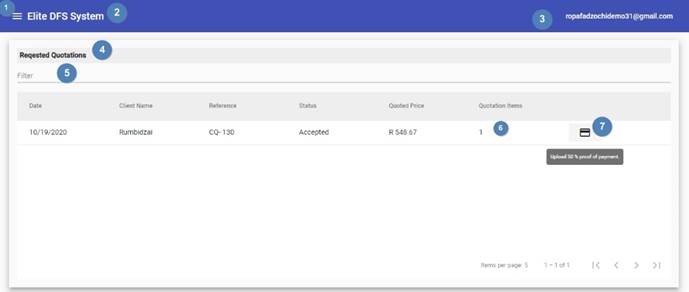 1 Elite DFS System 2 3 ropafadzochidemo31@gmail.com
Reqested Quotations 4
Filter 5
Date Client Name Reference Status Quoted Price Quotation Items
10/19/2020 Rumbidzai CQ- 130 Accepted R 548.67 1 6 7
Upload 50 % proof of payment.
Items per page: 5 1 – 1 of 1